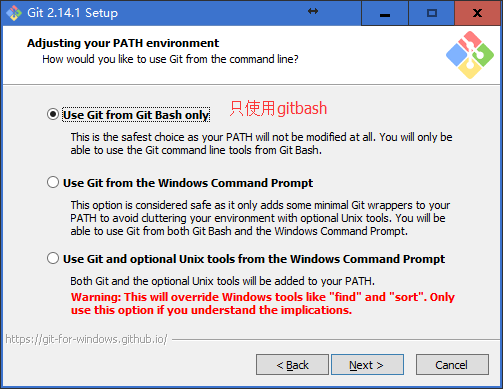 Git 2.14.1 Setup
Adjusting your PATH environment
How would you like to use Git from the command line?
Use Git from Git Bash only
只使用gitbash
This is the safest choice as your PATH will not be modified at all. You will only be
able to use the Git command line tools from Git Bash.
Use Git from the Windows Command Prompt
This option is considered safe as it only adds some minimal Git wrappers to your
PATH to avoid cluttering your environment with optional Unix tools. You will be
able to use Git from both Git Bash and the Windows Command Prompt.
Use Git and optional Unix tools from the Windows Command Prompt
Both Git and the optional Unix tools will be added to your PATH.
Warning: This will override Windows tools like "find" and "sort". Only
use this option if you understand the implications.
https://git-for-windows.github.io/
< Back
Next >
Cancel